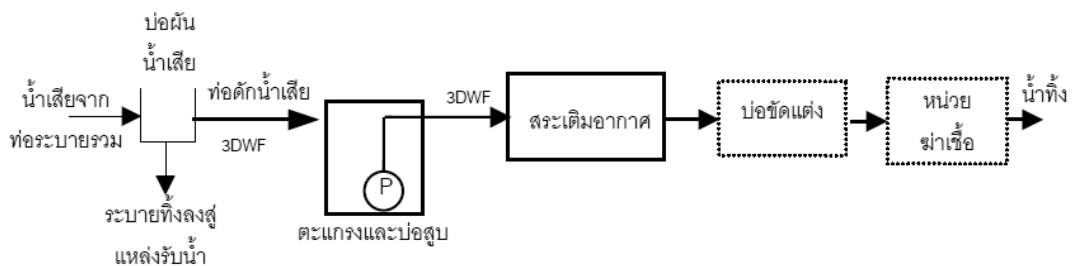 บ่อผัน
น้ำเสีย
น้ำเสียจาก
ท่อระบายรวม
ท่อดักน้ำเสีย
3DWF
ระบายทิ้งลงสู่
แหล่งรับน้ำ
P
ตะแกรงและบ่อสูบ
3DWF
สระเติมอากาศ
บ่อขัดแต่ง
หน่วย
ฆ่าเชื้อ
น้ำทิ้ง